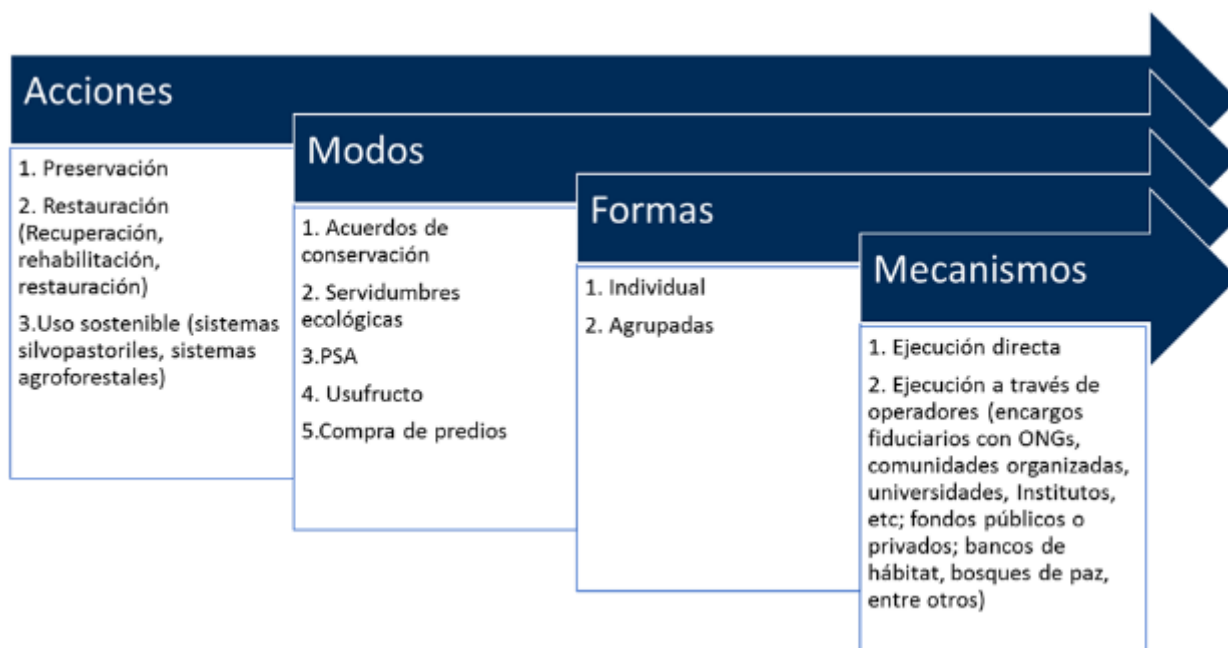 Acciones
1. Preservación
2. Restauración
(Recuperación,
rehabilitación,
restauración)
3.Uso sostenible (sistemas
silvopastoriles, sistemas
agroforestales)
Modos
1. Acuerdos de
conservación
2. Servidumbres
ecológicas
3.PSA
4. Usufructo
5.Compra de predios
Formas
1. Individual
2. Agrupadas
Mecanismos
1. Ejecución directa
2. Ejecución a través de
operadores (encargos
fiduciarios con ONGs,
comunidades organizadas,
universidades, Institutos,
etc; fondos públicos o
privados; bancos de
hábitat, bosques de paz,
entre otros)